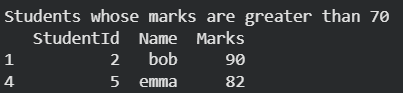 Students whose marks are greater than 70
   StudentId  Name  Marks
1          2   bob     90
4          5  emma     82